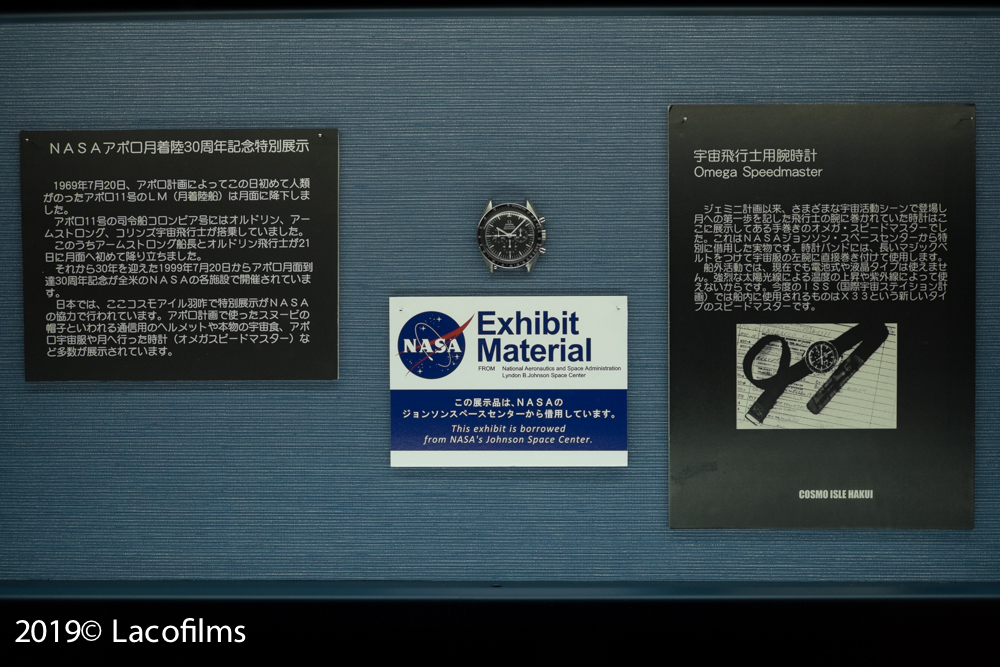 NASAアポロ月着陸30周年記念特別展示
1969年7月20日、アポロ計画によってこの日初めて人類
がのったアポロ11号のLM（月着陸船）は月面に降下しま
した。
アポロ11号の司令船コロンビア号にはオルドリン、アー
ムストロング、コリンズ宇宙飛行士が搭乗していました。
このうちアームストロング船長とオルドリン飛行士が21
日に月面へ初めて降り立ちました。
それから30年を迎えた1999年7月20日からアポロ月面到
達30周年記念が全米のNASAの各施設で開催されていま
す。
日本では、ここコスモアイル羽咋で特別展示がNASA
の協力で行われています。アポロ計画で使ったスヌーピの
帽子といわれる通信用のヘルメットや本物の宇宙食、アポ
ロ宇宙服や月へ行った時計（オメガスピードマスター）な
ど多数が展示されています。
NASA
Exhibit
Material
FROM National Aeronautics and Space Administration
Lyndon B.Johnson Space Center
この展示品は、NASAの
ジョンソンスペースセンターから借用しています。
This exhibit is borrowed
from NASA's Johnson Space Center.
宇宙飛行士用腕時計
Omega Speedmaster
ジェミニ計画以来、さまざまな宇宙活動シーンで登場し
月への第一歩を記した飛行士の腕に巻かれていた時計はこ
こに展示してある手巻きのオメガ・スピードマスターでし
た。これはNASAジョンソン・スペースセンターから特
別に借用した実物です。時計バンドには、長いマジックベ
ルトをつけて宇宙服の左腕に直接巻き付けて使用します。
船外活動では、現在でも電池式や液晶タイプは使えませ
ん。強烈な太陽光線による温度の上昇や紫外線によって使
えないからです。今度のISS（国際宇宙ステイション計
画）では船内に使用されるものはX33という新しいタイ
プのスピードマスターです。
COSMO ISLE HAKUI
2019© Lacofilms